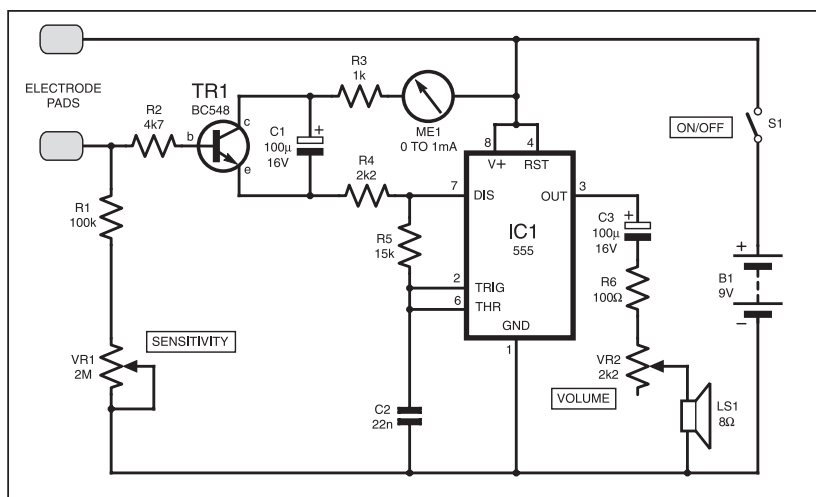 ELECTRODE
PADS
R2
4k7
TR1
BC548
b
c
e
R1
100k
VR1
2M
SENSITIVITY
C1
100µ
16V
+
R3
1k
ME1
0 TO 1mA
R4
2k2
R5
15k
C2
22n
8
V+
4
RST
7
DIS
OUT
3
IC1
555
2
TRIG
6
THR
GND
1
C3
100µ
16V
+
R6
100Ω
VR2
2k2
VOLUME
LS1
8Ω
ON/OFF
S1
+
B1
9V
−